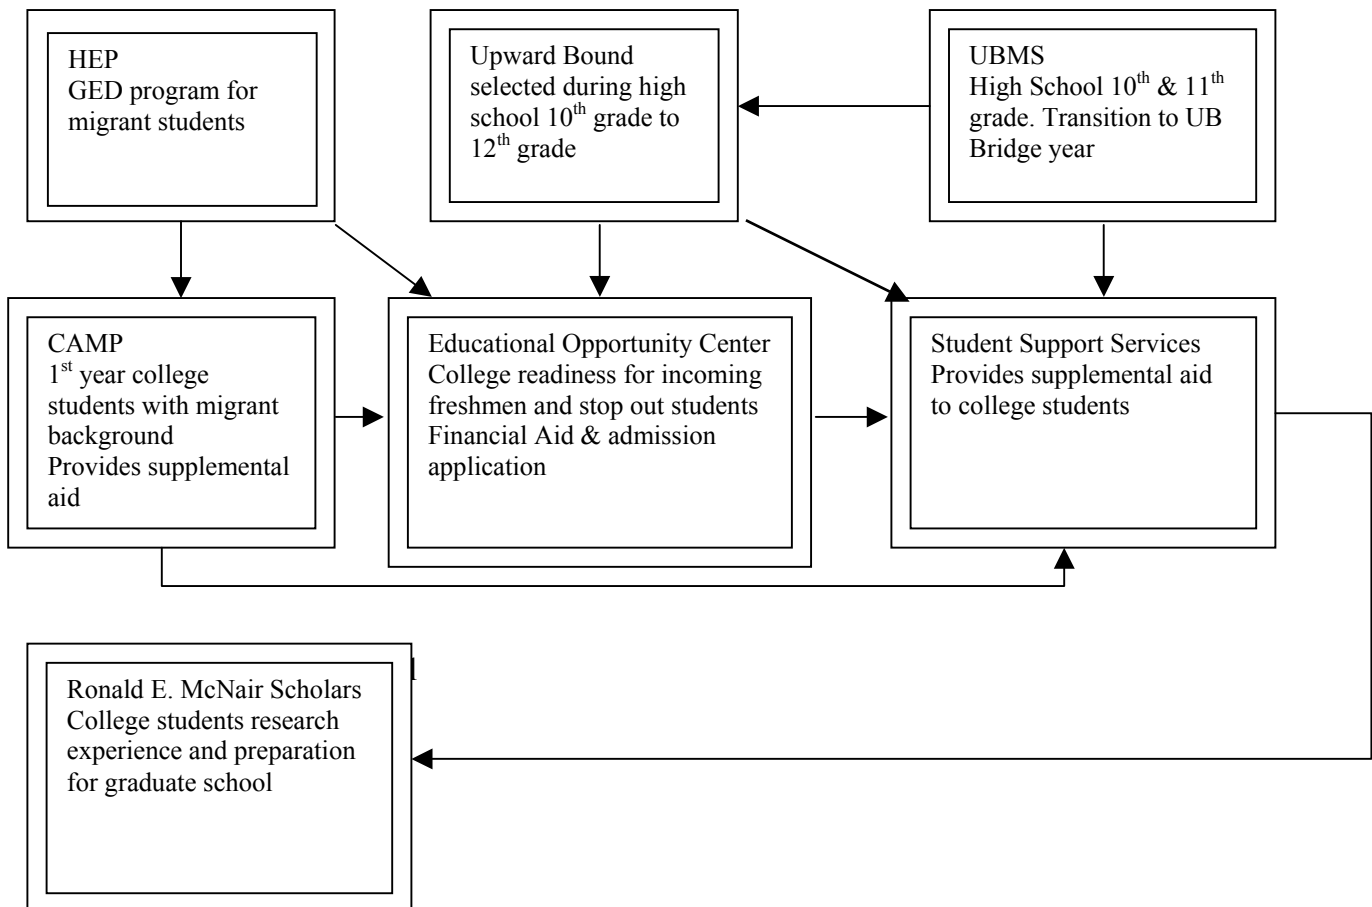 HEP
GED program for
migrant students
Upward Bound
selected during high
school 10th grade to
12th grade
UBMS
High School 10th & 11th
grade. Transition to UB
Bridge year
CAMP
1st year college
students with migrant
background
Provides supplemental
aid
Educational Opportunity Center
College readiness for incoming
freshmen and stop out students
Financial Aid & admission
application
Student Support Services
Provides supplemental aid
to college students
Ronald E. McNair Scholars
College students research
experience and preparation
for graduate school